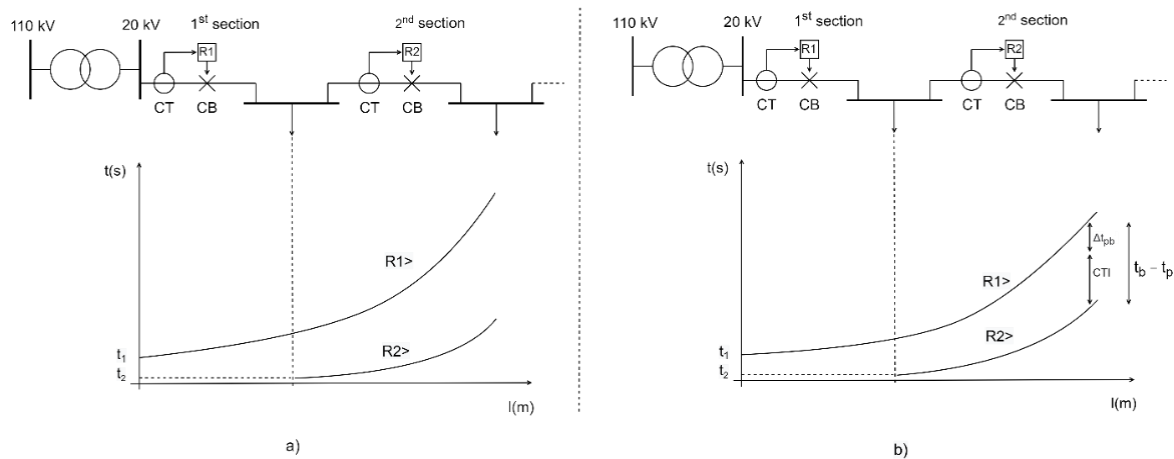 110 kV 20 kV 1st section 2nd section
R1 R2
CT CB CT CB
t(s)
R1>
R2>
t1
t2
l(m)
a)
110 kV 20 kV 1st section 2nd section
R1 R2
CT CB CT CB
t(s)
Δtpb
CTI
tb – tp
R1>
R2>
t1
t2
l(m)
b)